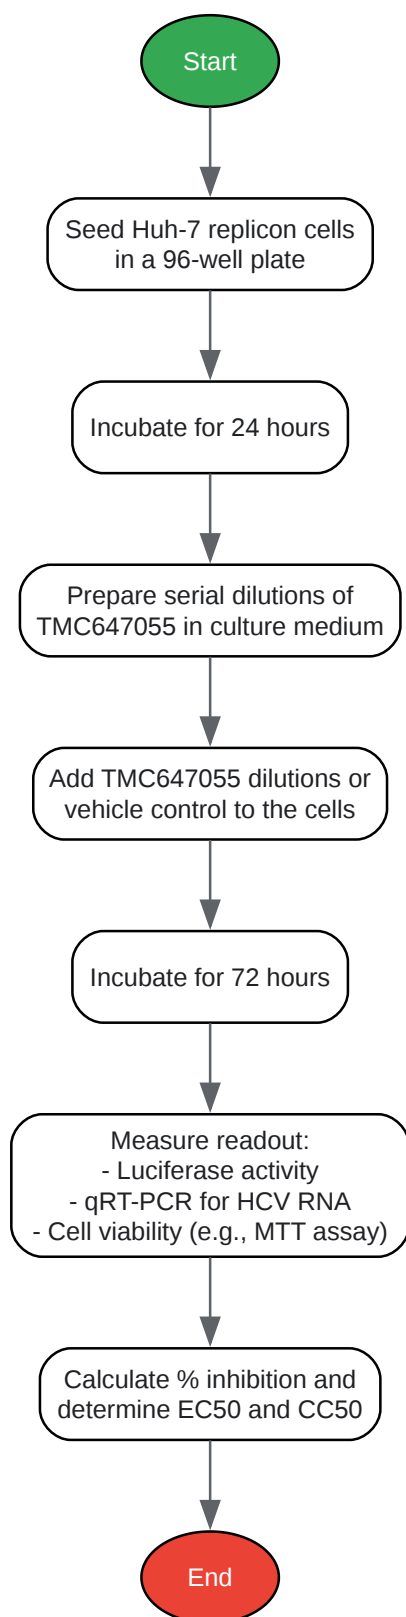 Start
Seed Huh-7 replicon cells
in a 96-well plate
Incubate for 24 hours
Prepare serial dilutions of
TMC647055 in culture medium
Add TMC647055 dilutions or
vehicle control to the cells
Incubate for 72 hours
Measure readout:
- Luciferase activity
- qRT-PCR for HCV RNA
- Cell viability (e.g., MTT assay)
Calculate % inhibition and
determine EC50 and CC50
End